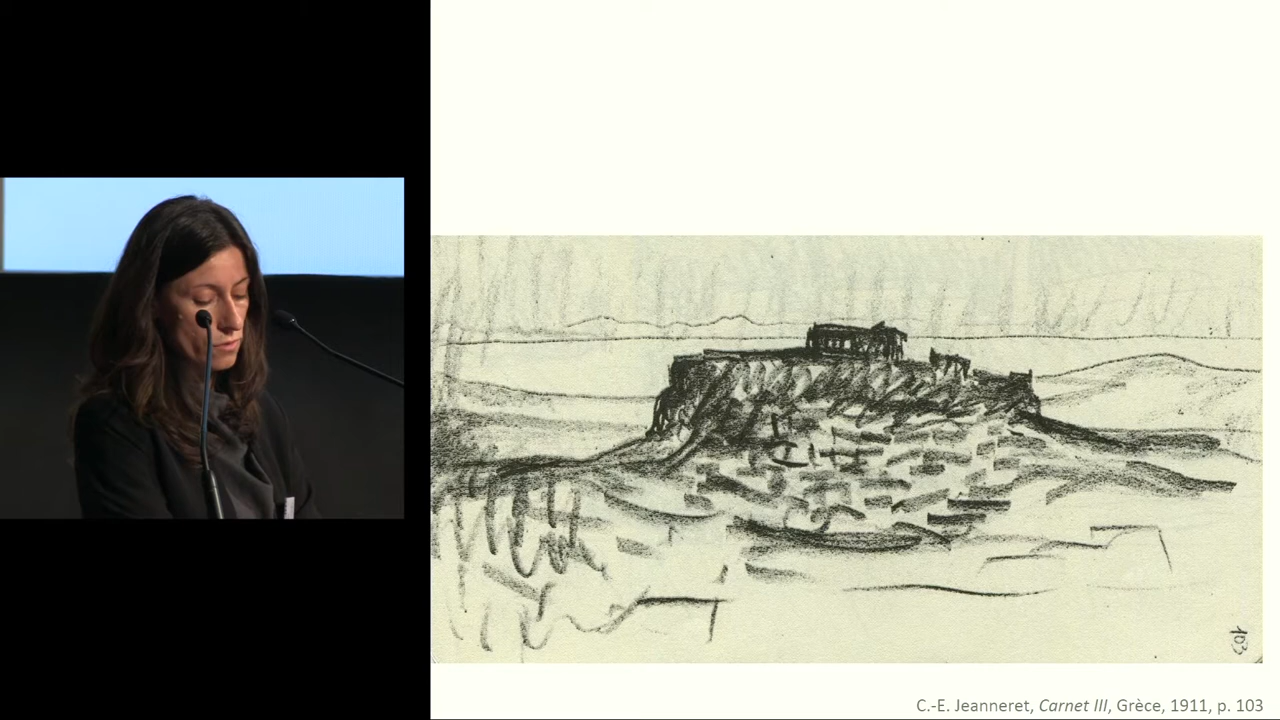 103
C.-E. Jeanneret, Carnet III, Grèce, 1911, p. 103